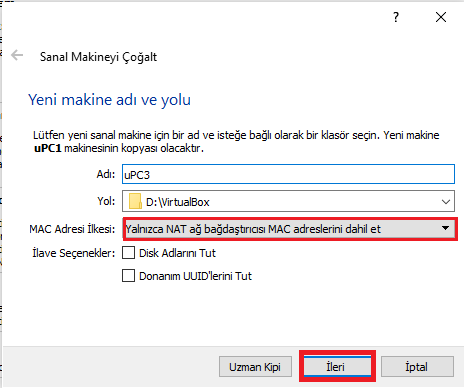 ?
Sanal Makineyi Çoğalt
Yeni makine adı ve yolu
Lütfen yeni sanal makine için bir ad ve isteğe bağlı olarak bir klasör seçin. Yeni makine
uPC1 makinesinin kopyası olacaktır.
Adı: uPC3
Yol: D:\VirtualBox
MAC Adresi İlkesi: Yalnızca NAT ağ bağdaştırıcısı MAC adreslerini dahil et
İlave Seçenekler: Disk Adlarını Tut
Donanım UUID'lerini Tut
Uzman Kipi İleri İptal